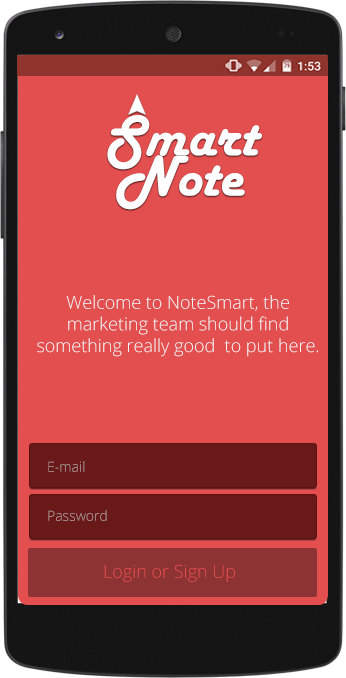 1:53
Smart
Note
Welcome to NoteSmart, the
marketing team should find
something really good  to put here.
E-mail
Password
Login or Sign Up